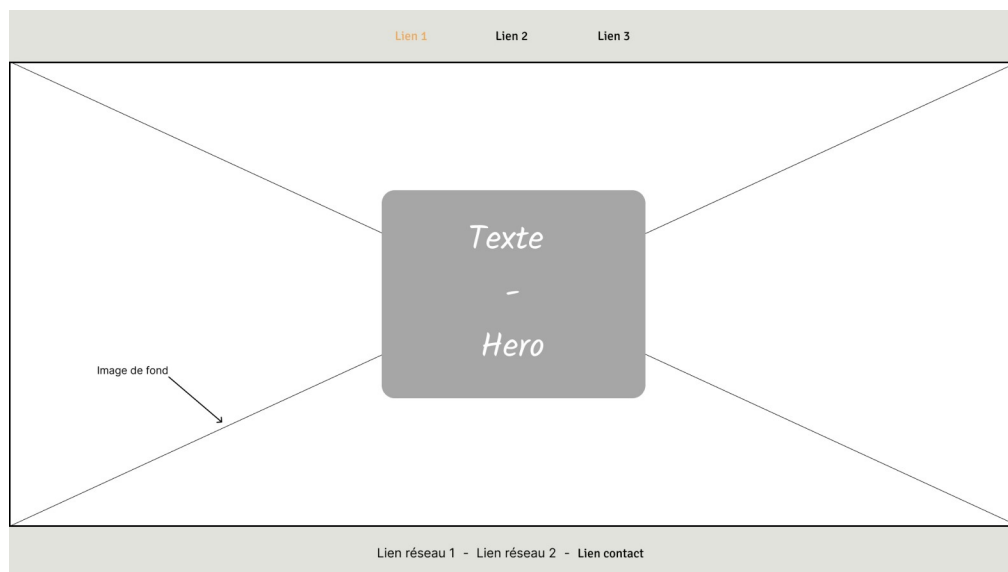 Lien 1 Lien 2 Lien 3
Texte
-
Hero
Image de fond
Lien réseau 1 - Lien réseau 2 - Lien contact